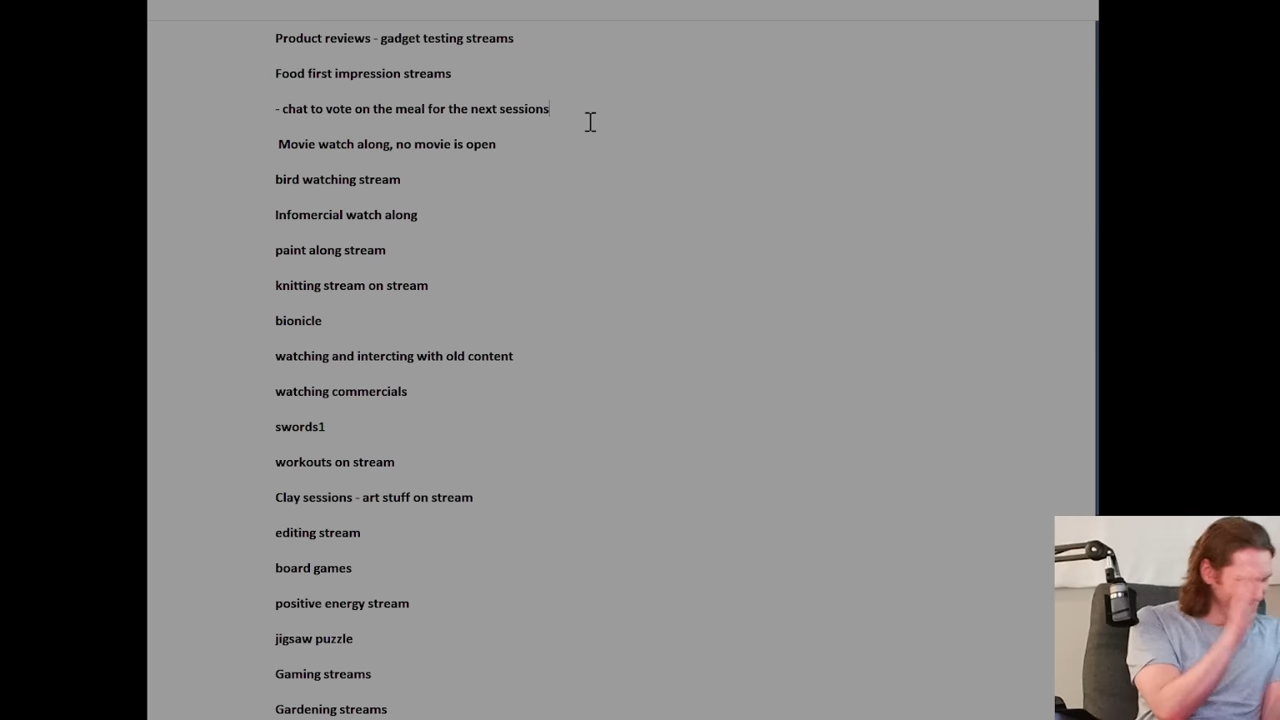 Product reviews - gadget testing streams
Food first impression streams
- chat to vote on the meal for the next sessions
Movie watch along, no movie is open
bird watching stream
Infomercial watch along
paint along stream
knitting stream on stream
bionicle
watching and intercting with old content
watching commercials
swords1
workouts on stream
Clay sessions - art stuff on stream
editing stream
board games
positive energy stream
jigsaw puzzle
Gaming streams
Gardening streams